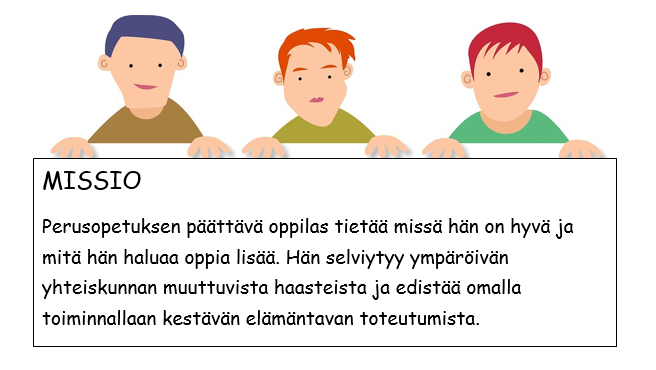 MISSIO
Perusopetuksen päättävä oppilas tietää missä hän on hyvä ja
mitä hän haluaa oppia lisää. Hän selviytyy ympäröivän
yhteiskunnan muuttuvista haasteista ja edistää omalla
toiminnallaan kestävän elämäntavan toteutumista.